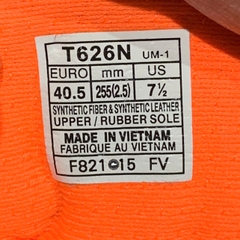 T626N UM-1
EURO mm US
40.5 255(2.5) 7½
SYNTHETIC FIBER & SYNTHETIC LEATHER
UPPER / RUBBER SOLE
MADE IN VIETNAM
FABRIQUE AU VIETNAM
F821 15 FV